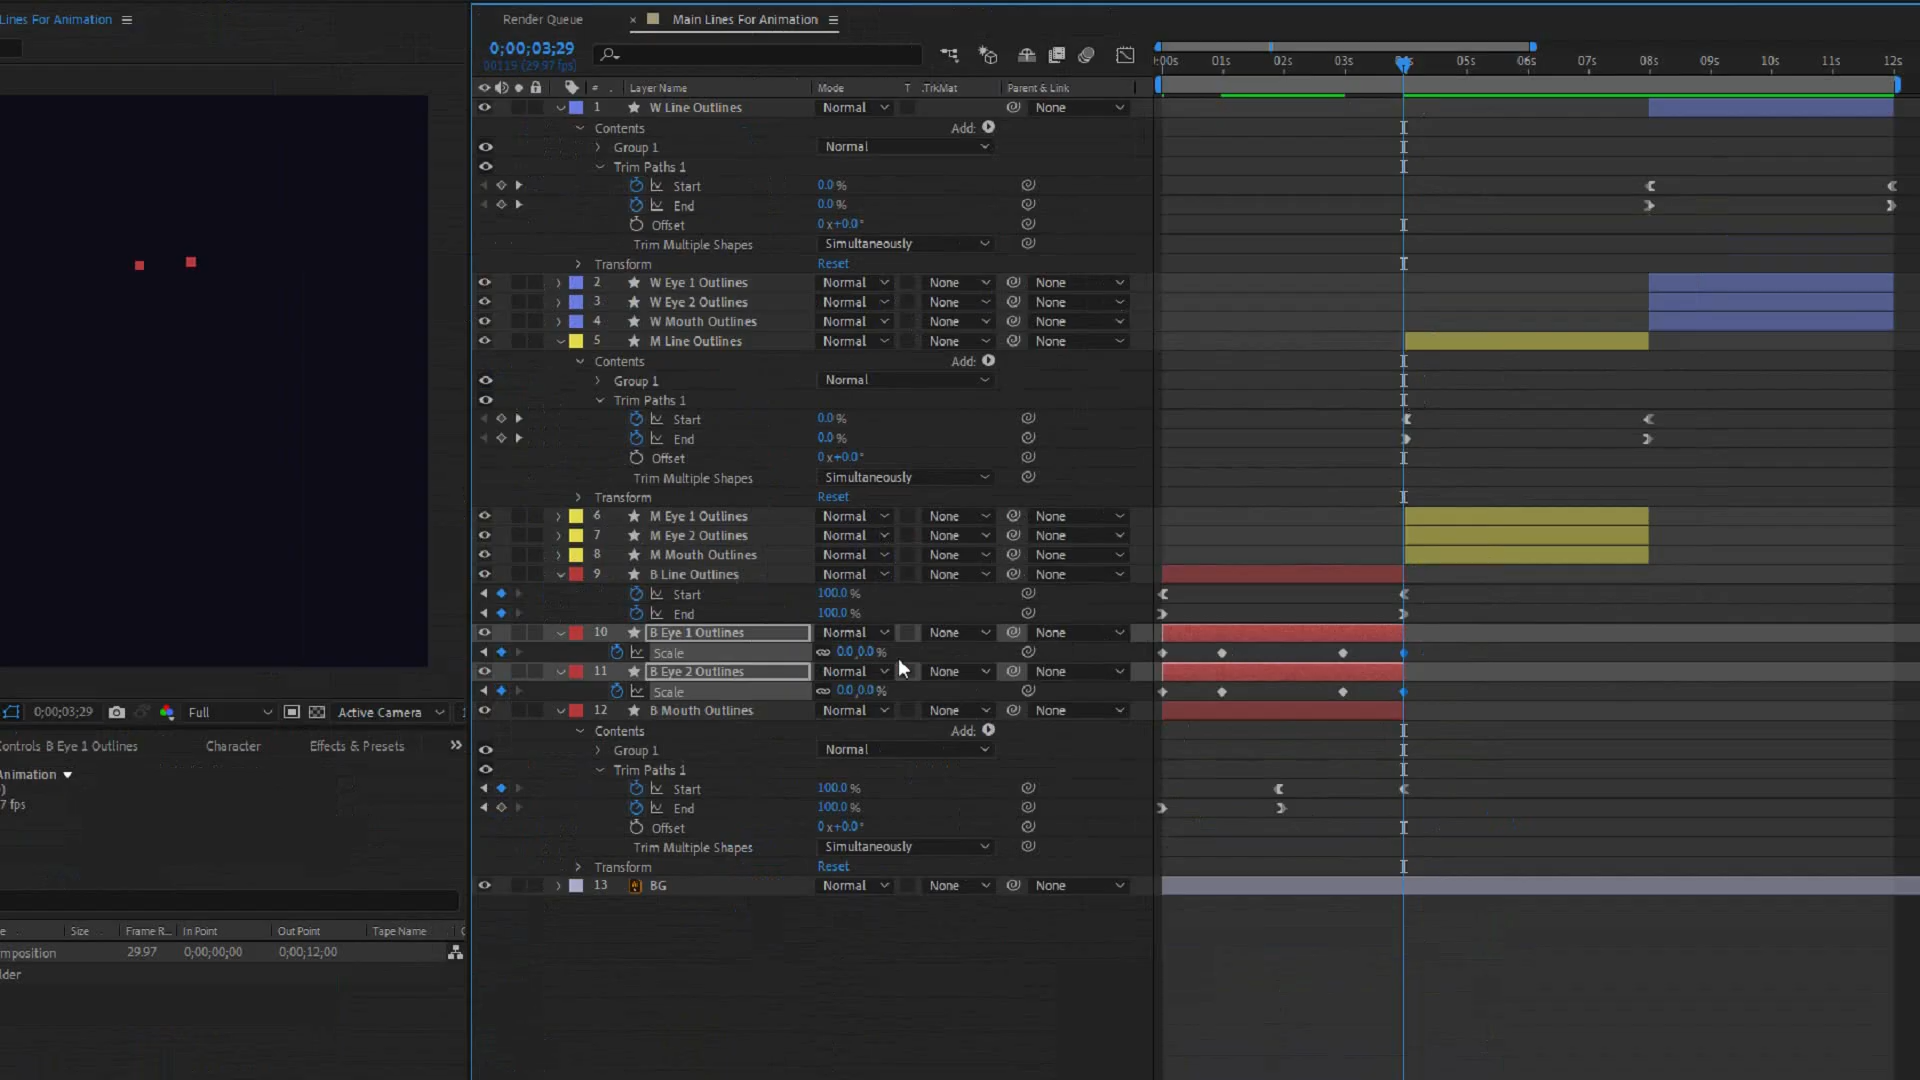 Lines For Animation
Render Queue
× Main Lines For Animation
0;00;03;29
00119 (29.97 fps)
:00s 01s 02s 03s 05s 06s 07s 08s 09s 10s 11s 12s
# Layer Name Mode T .TrkMat Parent & Link
1 W Line Outlines Normal None
Contents Add:
Group 1 Normal
Trim Paths 1
Start 0.0 %
End 0.0 %
Offset 0 x+0.0°
Trim Multiple Shapes Simultaneously
Transform Reset
2 W Eye 1 Outlines Normal None None
3 W Eye 2 Outlines Normal None None
4 W Mouth Outlines Normal None None
5 M Line Outlines Normal None None
Contents Add:
Group 1 Normal
Trim Paths 1
Start 0.0 %
End 0.0 %
Offset 0 x+0.0°
Trim Multiple Shapes Simultaneously
Transform Reset
6 M Eye 1 Outlines Normal None None
7 M Eye 2 Outlines Normal None None
8 M Mouth Outlines Normal None None
9 B Line Outlines Normal None None
Start 100.0 %
End 100.0 %
10 B Eye 1 Outlines Normal None None
Scale 0.0,0.0 %
11 B Eye 2 Outlines Normal None None
Scale 0.0,0.0 %
12 B Mouth Outlines Normal None None
Contents Add:
Group 1 Normal
Trim Paths 1
Start 100.0 %
End 100.0 %
Offset 0 x+0.0°
Trim Multiple Shapes Simultaneously
Transform Reset
13 BG Normal None None
0;00;03;29 Full Active Camera 1
ontrols B Eye 1 Outlines Character Effects & Presets
Animation
)
7 fps
e Size Frame R... In Point Out Point Tape Name C
mposition 29.97 0;00;00;00 0;00;12;00
lder